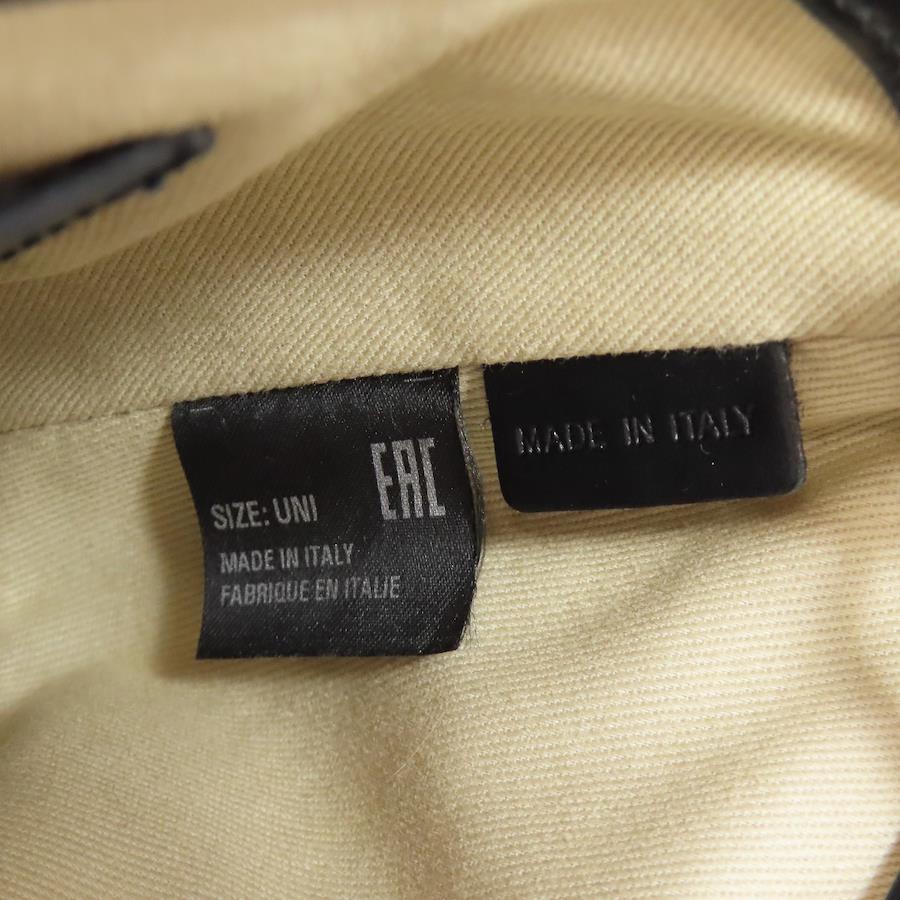 EAC
SIZE: UNI
MADE IN ITALY
FABRIQUE EN ITALIE
MADE IN ITALY